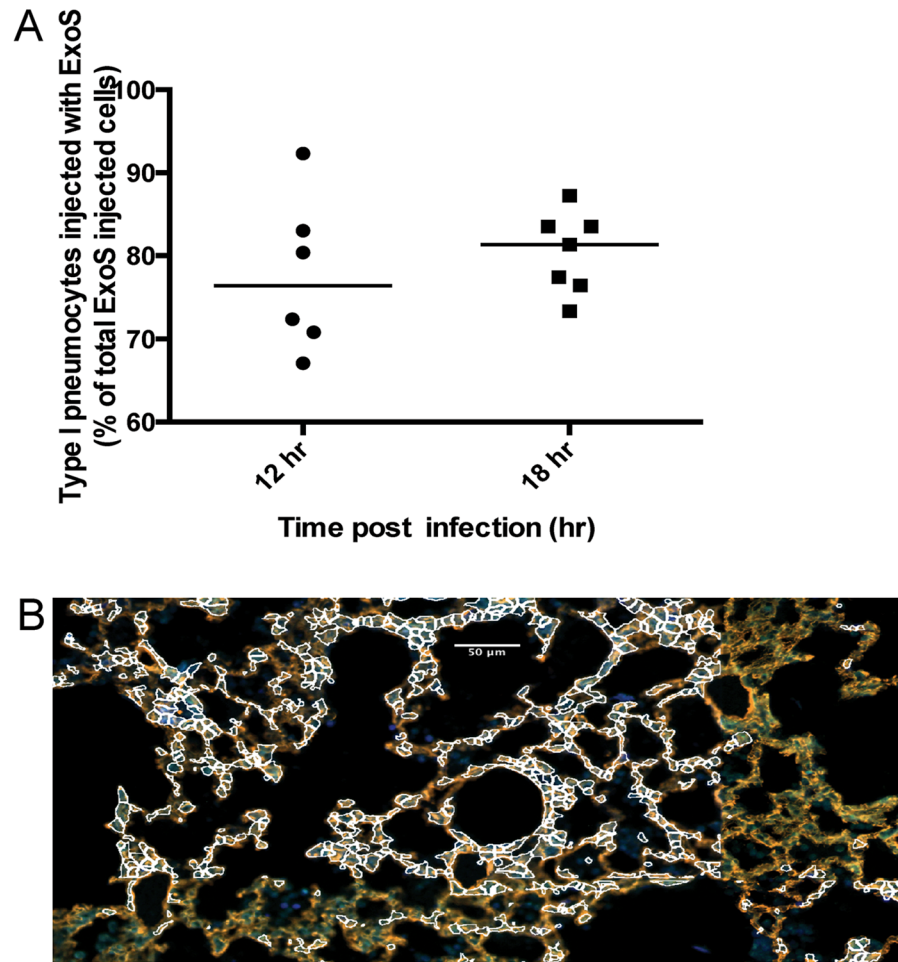 A
Type I pneumocytes injected with ExoS
(% of total ExoS injected cells)
100
90
80
70
60
12 hr
18 hr
Time post infection (hr)
B
50 µm